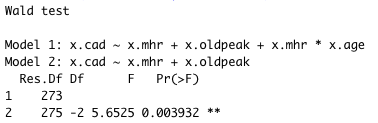 Wald test

Model 1: x.cad ~ x.mhr + x.oldpeak + x.mhr * x.age
Model 2: x.cad ~ x.mhr + x.oldpeak
  Res.Df Df      F   Pr(>F)
1    273
2    275 -2 5.6525 0.003932 **